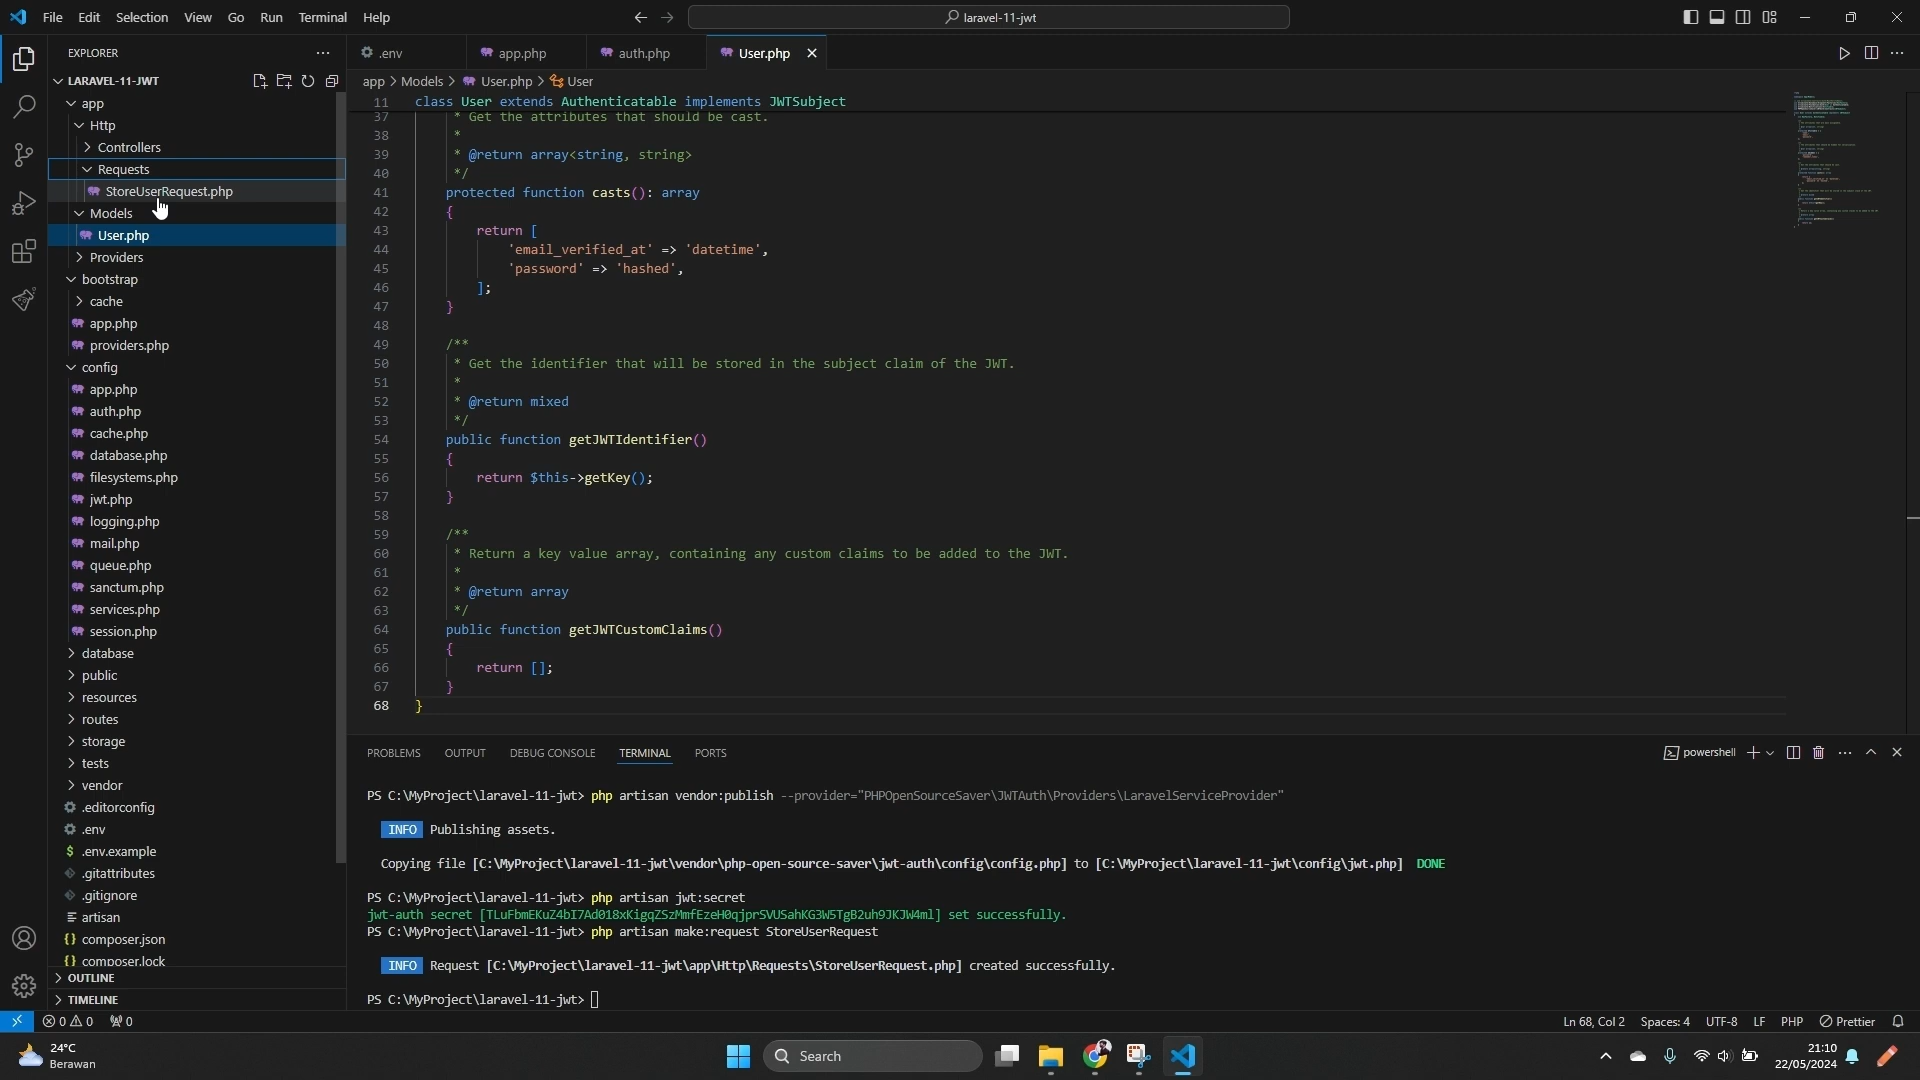 File Edit Selection View Go Run Terminal Help
laravel-11-jwt
EXPLORER
.env
app.php
auth.php
User.php
LARAVEL-11-JWT
app
Http
Controllers
Requests
StoreUserRequest.php
Models
User.php
Providers
bootstrap
cache
app.php
providers.php
config
app.php
auth.php
cache.php
database.php
filesystems.php
jwt.php
logging.php
mail.php
queue.php
sanctum.php
services.php
session.php
database
public
resources
routes
storage
tests
vendor
.editorconfig
.env
.env.example
.gitattributes
.gitignore
artisan
composer.json
composer.lock
OUTLINE
TIMELINE
app > Models > User.php > User
11 class User extends Authenticatable implements JWTSubject
37 * Get the attributes that should be cast.
38 *
39 * @return array<string, string>
40 */
41 protected function casts(): array
42 {
43 return [
44 'email_verified_at' => 'datetime',
45 'password' => 'hashed',
46 ];
47 }
48
49 /**
50 * Get the identifier that will be stored in the subject claim of the JWT.
51 *
52 * @return mixed
53 */
54 public function getJWTIdentifier()
55 {
56 return $this->getKey();
57 }
58
59 /**
60 * Return a key value array, containing any custom claims to be added to the JWT.
61 *
62 * @return array
63 */
64 public function getJWTCustomClaims()
65 {
66 return [];
67 }
68 }
PROBLEMS OUTPUT DEBUG CONSOLE TERMINAL PORTS
powershell
PS C:\MyProject\laravel-11-jwt> php artisan vendor:publish --provider="PHPOpenSourceSaver\JWTAuth\Providers\LaravelServiceProvider"
INFO Publishing assets.
Copying file [C:\MyProject\laravel-11-jwt\vendor\php-open-source-saver\jwt-auth\config\config.php] to [C:\MyProject\laravel-11-jwt\config\jwt.php] DONE
PS C:\MyProject\laravel-11-jwt> php artisan jwt:secret
jwt-auth secret [TLuFbmEKuZ4bI7Ad018xKigqZSzMmfEzeH0qjprSVUSahKG3W5TgB2uh9JKJW4ml] set successfully.
PS C:\MyProject\laravel-11-jwt> php artisan make:request StoreUserRequest
INFO Request [C:\MyProject\laravel-11-jwt\app\Http\Requests\StoreUserRequest.php] created successfully.
PS C:\MyProject\laravel-11-jwt>
0 0 0
Ln 68, Col 2 Spaces: 4 UTF-8 LF PHP Prettier
24°C
Berawan
Search
21:10
22/05/2024